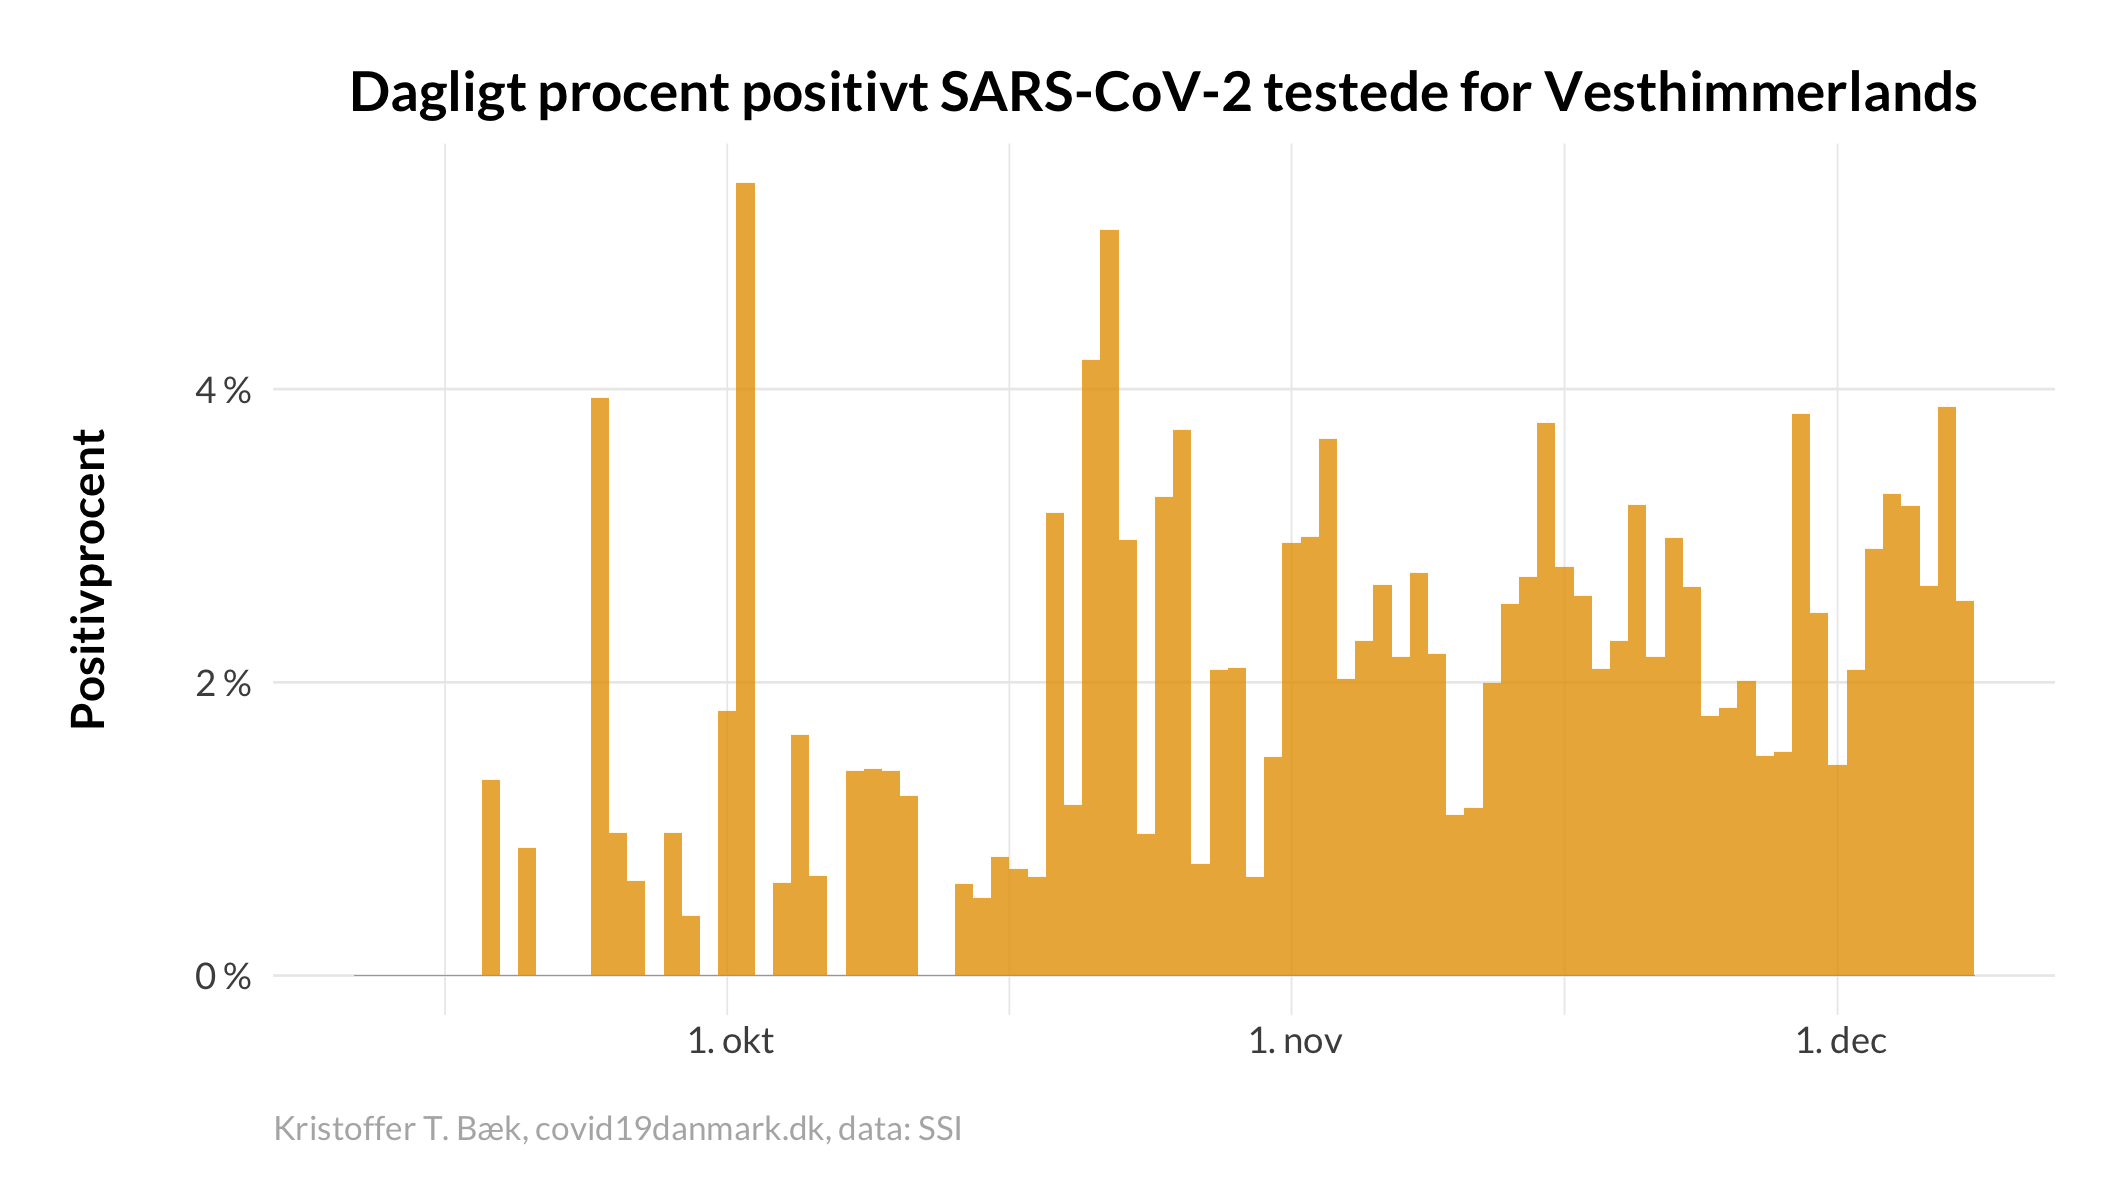 Dagligt procent positivt SARS-CoV-2 testede for Vesthimmerlands
Positivprocent
4 %
2 %
0 %
1. okt
1. nov
1. dec
Kristoffer T. Bæk, covid19danmark.dk, data: SSI